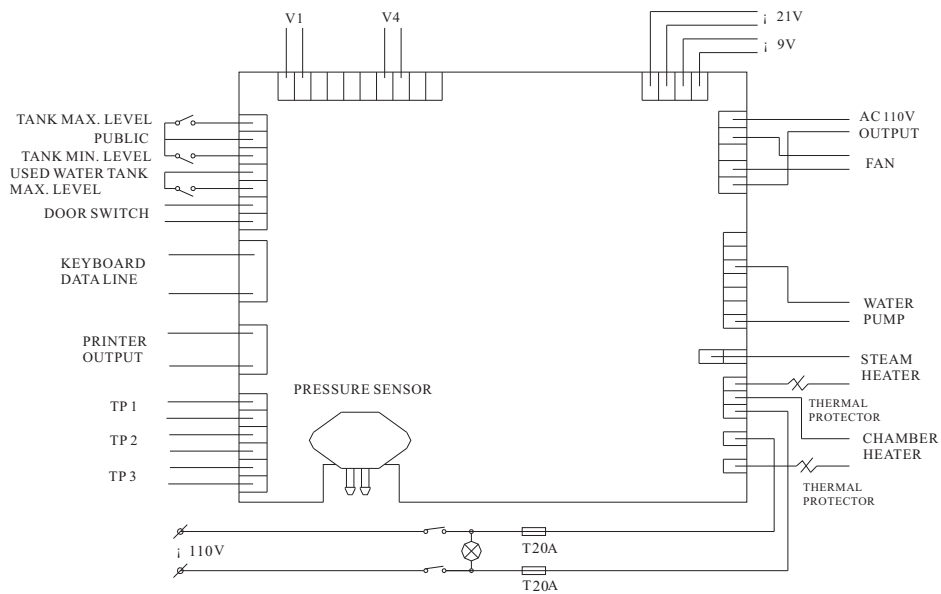 V1
V4
¡ 21V
¡ 9V
TANK MAX. LEVEL
PUBLIC
TANK MIN. LEVEL
USED WATER TANK
MAX. LEVEL
DOOR SWITCH
KEYBOARD
DATA LINE
PRINTER
OUTPUT
TP 1
TP 2
TP 3
PRESSURE SENSOR
AC 110V
OUTPUT
FAN
WATER
PUMP
STEAM
HEATER
THERMAL
PROTECTOR
CHAMBER
HEATER
THERMAL
PROTECTOR
¡ 110V
T20A
T20A